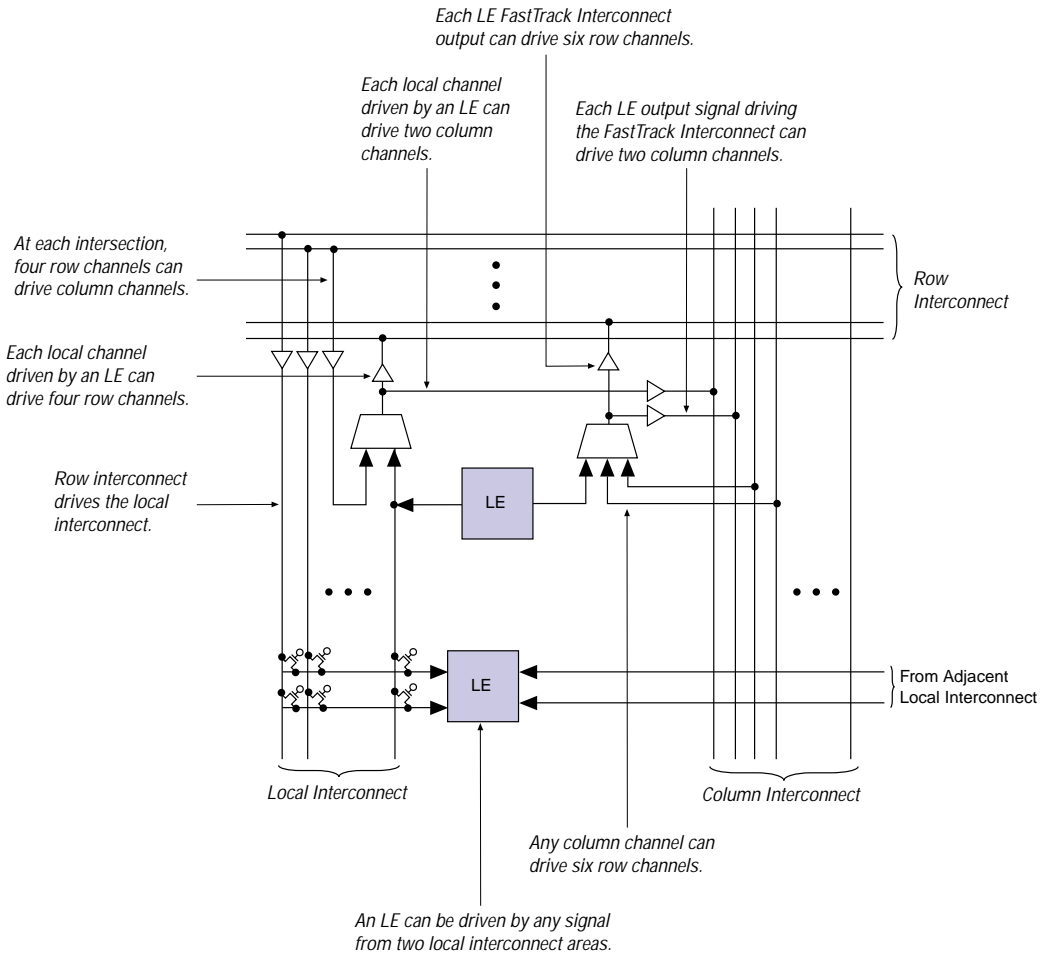 Each LE FastTrack Interconnect
output can drive six row channels.
Each local channel
driven by an LE can
drive two column
channels.
Each LE output signal driving
the FastTrack Interconnect can
drive two column channels.
At each intersection,
four row channels can
drive column channels.
Row
Interconnect
Each local channel
driven by an LE can
drive four row channels.
Row interconnect
drives the local
interconnect.
LE
LE
From Adjacent
Local Interconnect
Local Interconnect
Column Interconnect
Any column channel can
drive six row channels.
An LE can be driven by any signal
from two local interconnect areas.